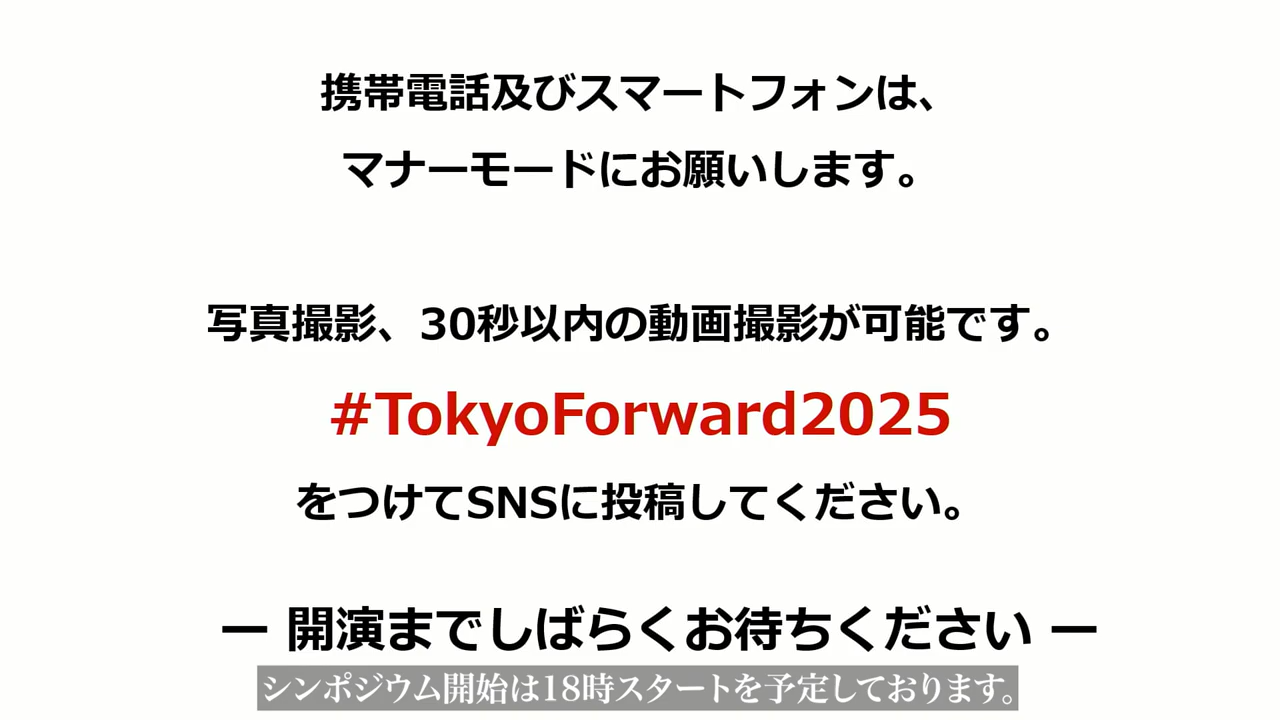 携帯電話及びスマートフォンは、
マナーモードにお願いします。
写真撮影、30秒以内の動画撮影が可能です。
#TokyoForward2025
をつけてSNSに投稿してください。
ー 開演までしばらくお待ちください ー
シンポジウム開始は18時スタートを予定しております。